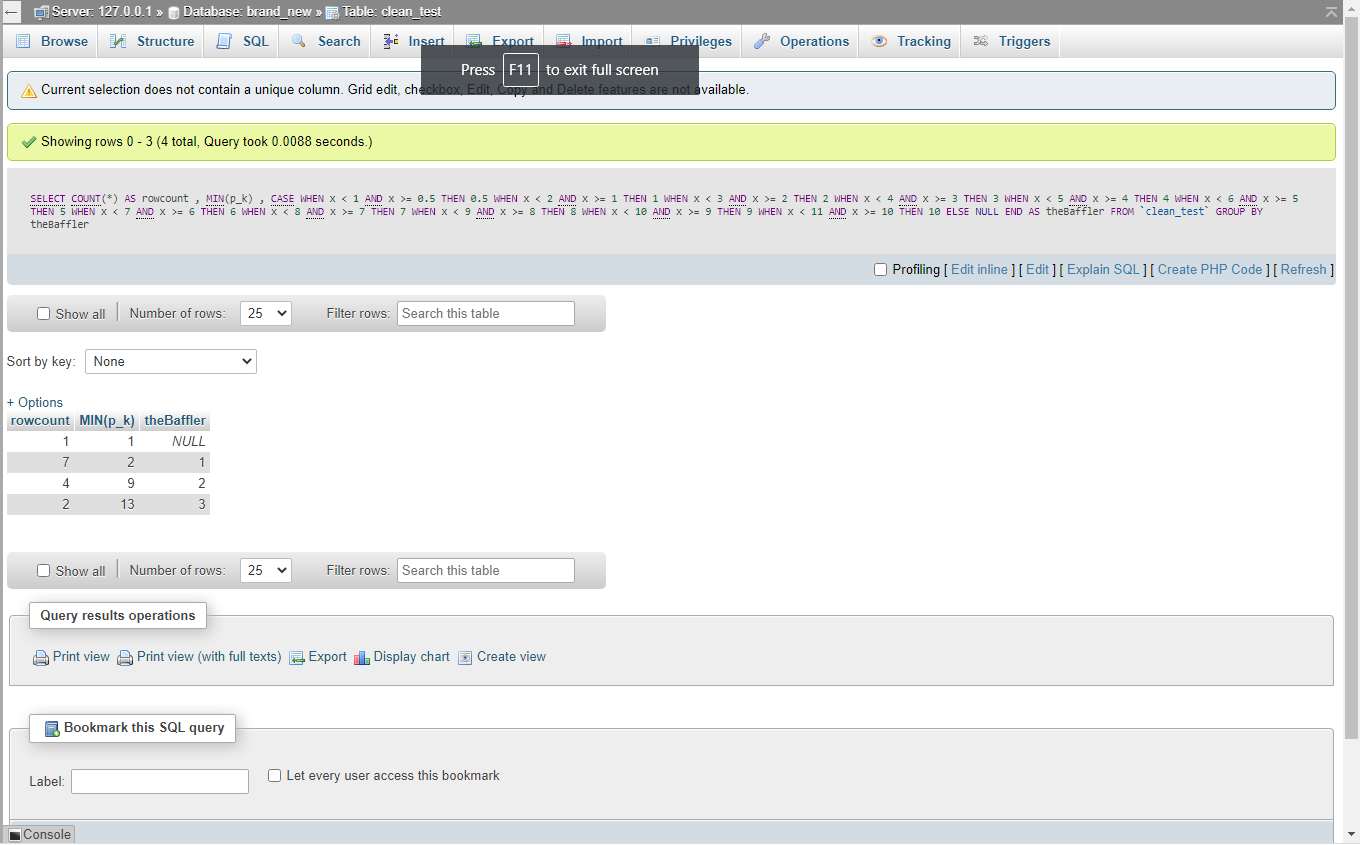 Server: 127.0.0.1 » Database: brand_new » Table: clean_test
Browse Structure SQL Search Insert Export Import Privileges Operations Tracking Triggers
Press F11 to exit full screen
Current selection does not contain a unique column. Grid edit, checkbox, Edit, Copy and Delete features are not available.
Showing rows 0 - 3 (4 total, Query took 0.0088 seconds.)
SELECT COUNT(*) AS rowcount , MIN(p_k) , CASE WHEN x < 1 AND x >= 0.5 THEN 0.5 WHEN x < 2 AND x >= 1 THEN 1 WHEN x < 3 AND x >= 2 THEN 2 WHEN x < 4 AND x >= 3 THEN 3 WHEN x < 5 AND x >= 4 THEN 4 WHEN x < 6 AND x >= 5
THEN 5 WHEN x < 7 AND x >= 6 THEN 6 WHEN x < 8 AND x >= 7 THEN 7 WHEN x < 9 AND x >= 8 THEN 8 WHEN x < 10 AND x >= 9 THEN 9 WHEN x < 11 AND x >= 10 THEN 10 ELSE NULL END AS theBaffler FROM `clean_test` GROUP BY
theBaffler
Profiling [ Edit inline ] [ Edit ] [ Explain SQL ] [ Create PHP Code ] [ Refresh ]
Show all Number of rows: 25 Filter rows: Search this table
Sort by key: None
+ Options
rowcount MIN(p_k) theBaffler
1 1 NULL
7 2 1
4 9 2
2 13 3
Show all Number of rows: 25 Filter rows: Search this table
Query results operations
Print view Print view (with full texts) Export Display chart Create view
Bookmark this SQL query
Label: Let every user access this bookmark
Console